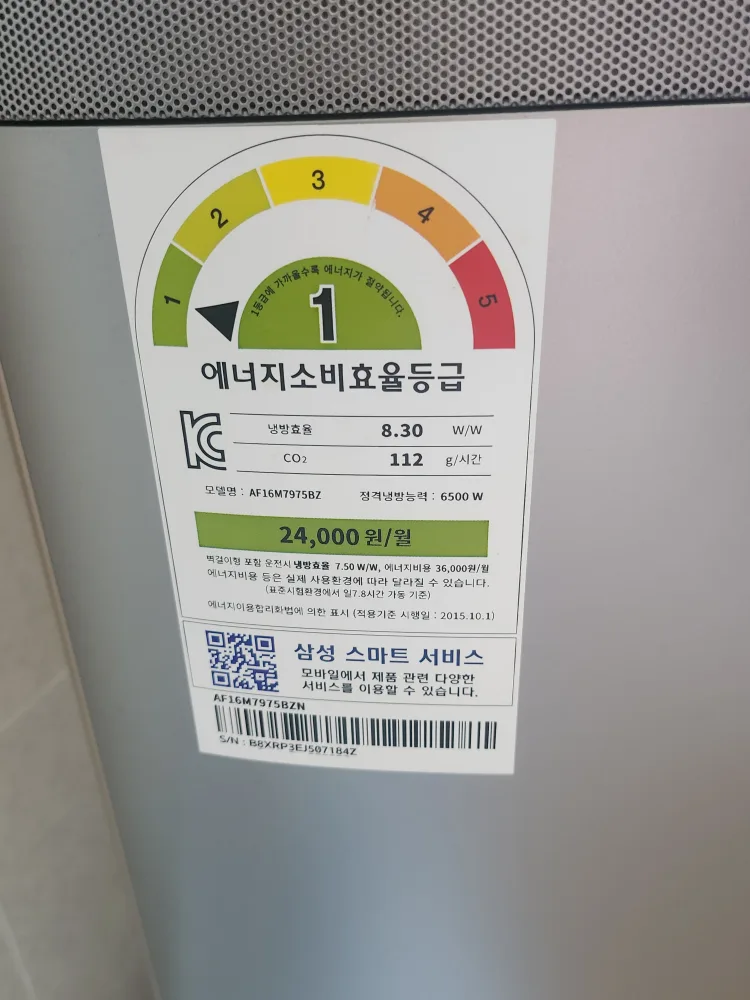 1 2 3 4 5
1등급에 가까울수록 에너지가 절약됩니다.
1
에너지소비효율등급
냉방효율 8.30 W/W
CO₂ 112 g/시간
모델명 : AF16M7975BZ 정격냉방능력 : 6500 W
24,000 원/월
벽걸이형 포함 운전시 냉방효율 7.50 W/W, 에너지비용 36,000원/월
에너지비용 등은 실제 사용환경에 따라 달라질 수 있습니다.
(표준시험환경에서 일7.8시간 가동 기준)
에너지이용합리화법에 의한 표시 (적용기준 시행일 : 2015.10.1)
삼성 스마트 서비스
모바일에서 제품 관련 다양한
서비스를 이용할 수 있습니다.
AF16M7975BZN
S/N : B8XRP3EJ507184Z